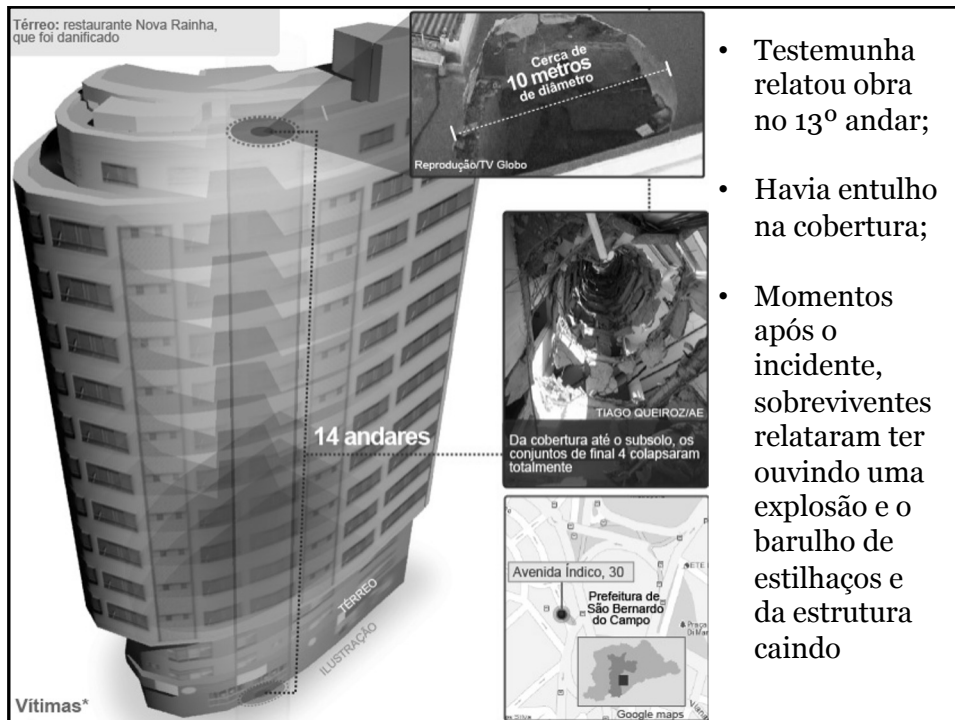 Térreo: restaurante Nova Rainha,
que foi danificado
Cerca de
10 metros
de diâmetro
Reprodução/TV Globo
TIAGO QUEIROZ/AE
Da cobertura até o subsolo, os
conjuntos de final 4 colapsaram
totalmente
14 andares
TÉRREO
ILUSTRAÇÃO
Vítimas*
Avenida Índico, 30
Prefeitura de
São Bernardo
do Campo
Google maps
• Testemunha
relatou obra
no 13º andar;
• Havia entulho
na cobertura;
• Momentos
após o
incidente,
sobreviventes
relataram ter
ouvindo uma
explosão e o
barulho de
estilhaços e
da estrutura
caindo